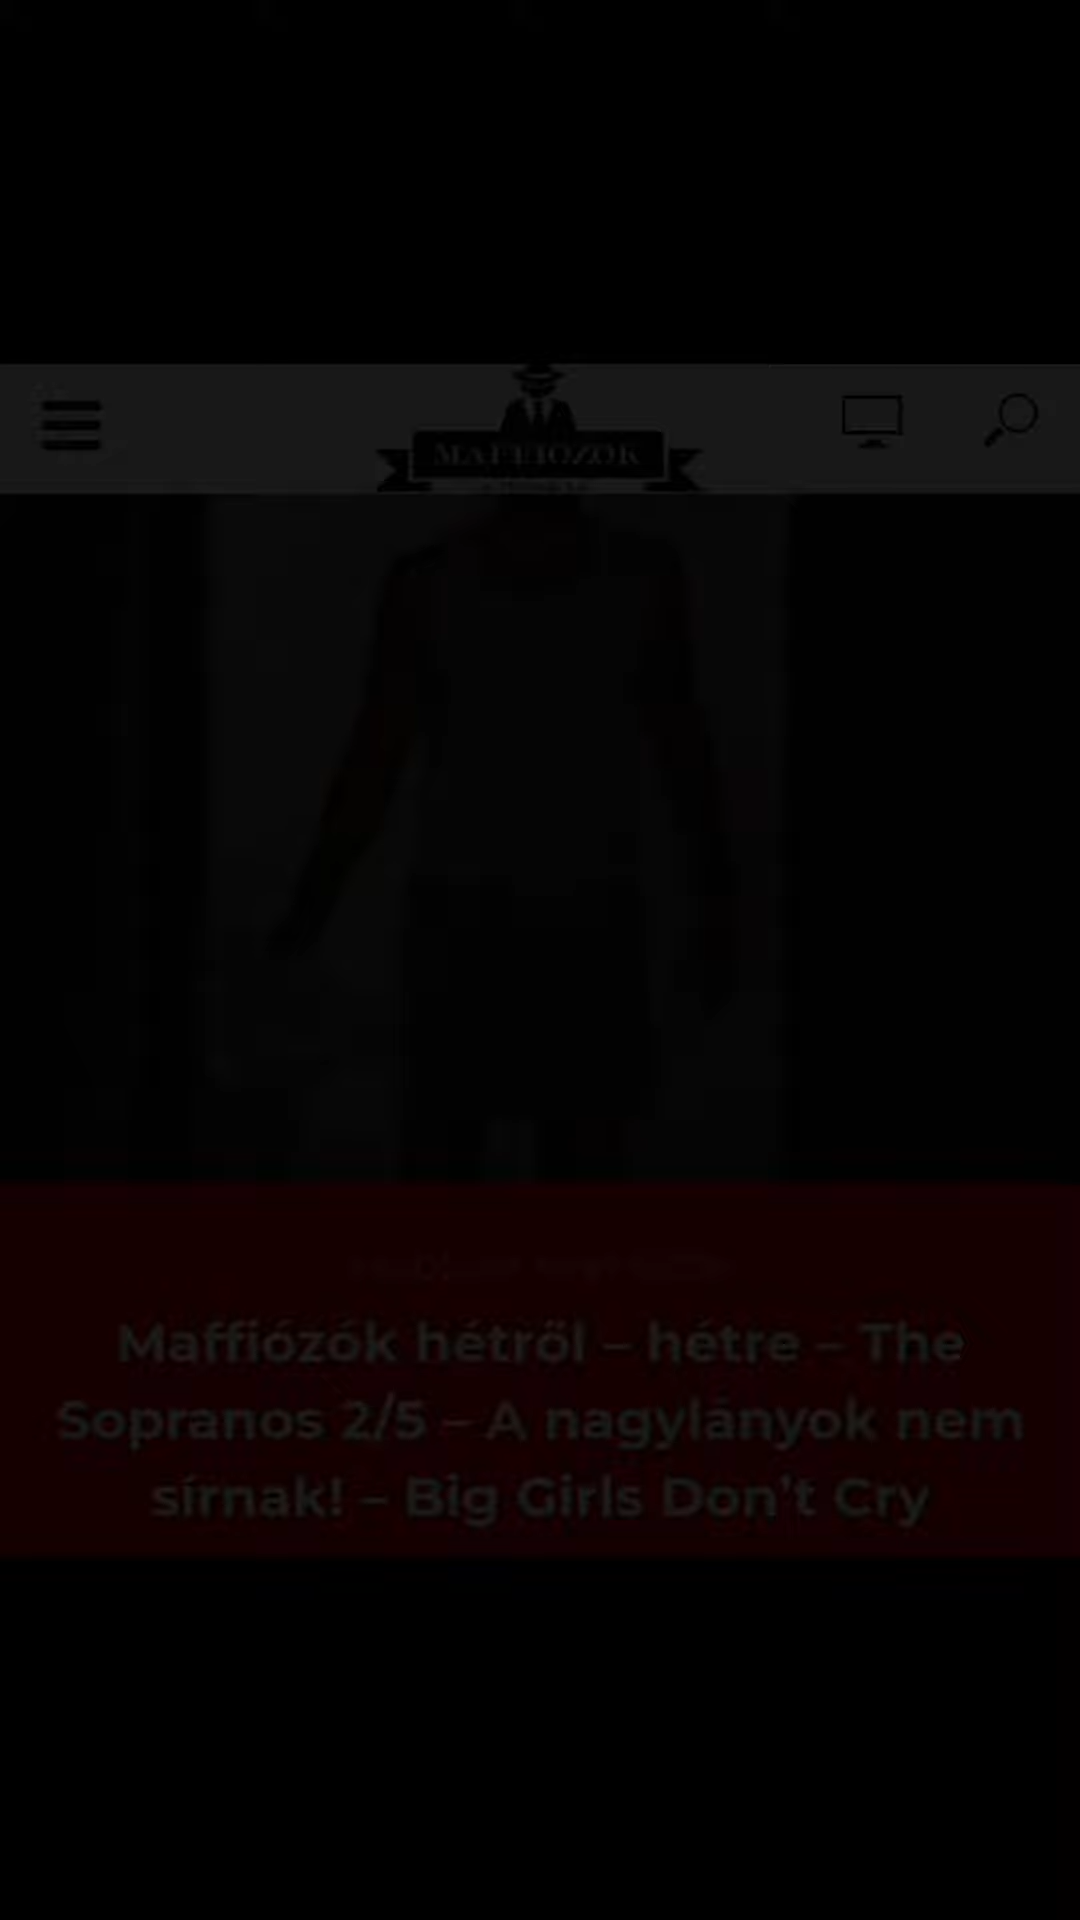 MAFFIÓZÓK
Maffiózók hétről – hétre – The
Sopranos 2/5 – A nagylányok nem
sírnak! – Big Girls Don't Cry